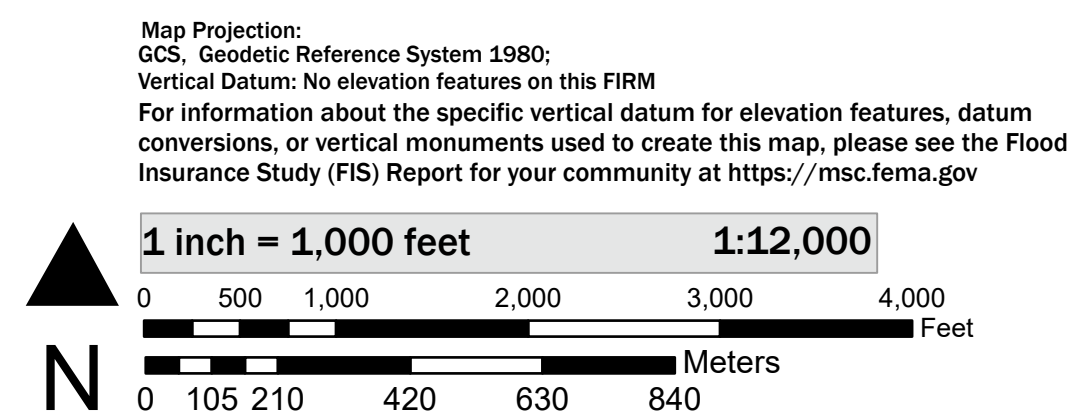 Map Projection:
GCS, Geodetic Reference System 1980;
Vertical Datum: No elevation features on this FIRM
For information about the specific vertical datum for elevation features, datum
conversions, or vertical monuments used to create this map, please see the Flood
Insurance Study (FIS) Report for your community at https://msc.fema.gov
1 inch = 1,000 feet 1:12,000
0 500 1,000 2,000 3,000 4,000
Feet
Meters
N
0 105 210 420 630 840